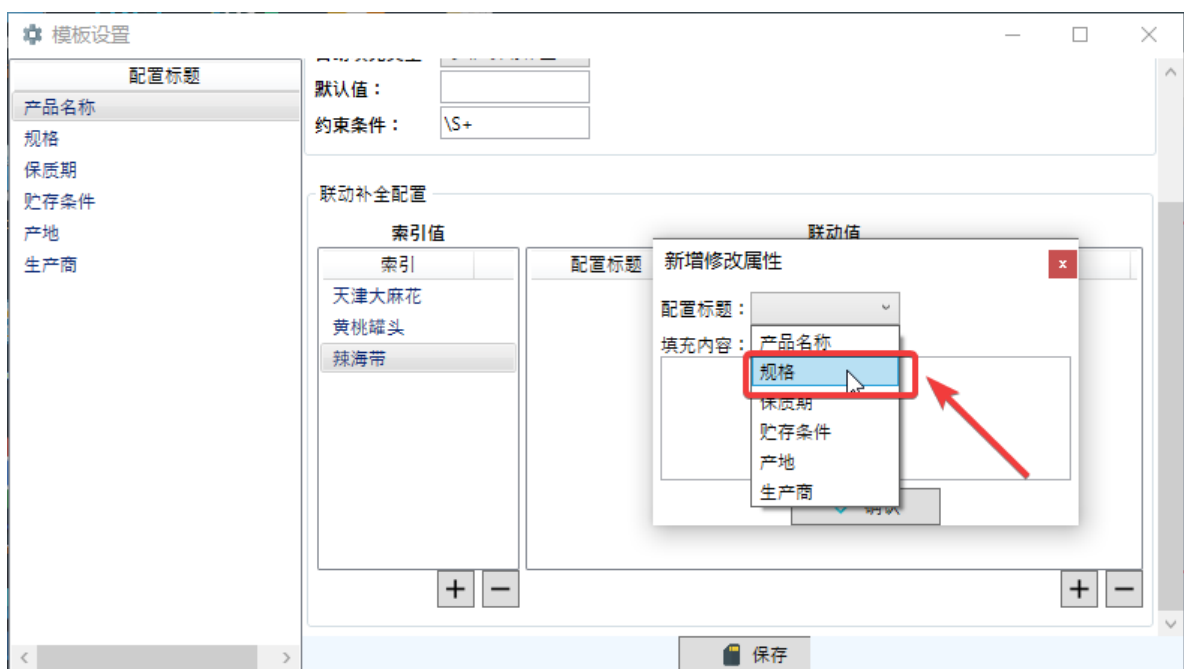 模板设置
配置标题
产品名称
规格
保质期
贮存条件
产地
生产商
默认值：
约束条件：
\S+
联动补全配置
索引值
联动值
索引
天津大麻花
黄桃罐头
辣海带
配置标题
新增修改属性
x
配置标题：
填充内容：
产品名称
规格
保质期
贮存条件
产地
生产商
确认
保存